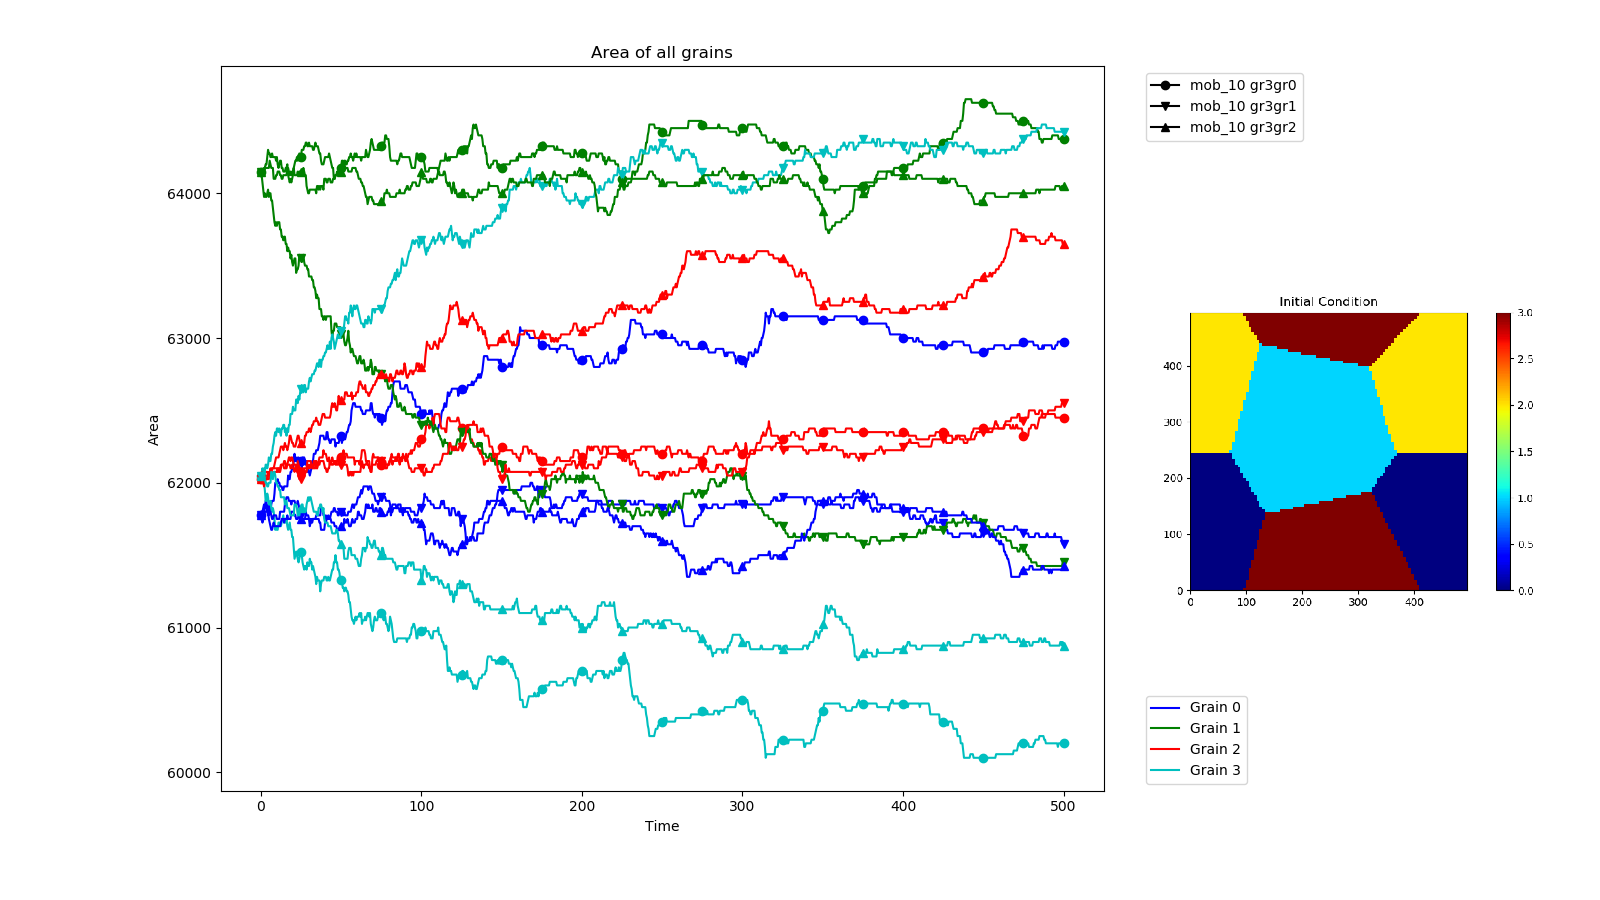 Area of all grains
Area
64000
63000
62000
61000
60000
0 100 200 300 400 500
Time
mob_10 gr3gr0
mob_10 gr3gr1
mob_10 gr3gr2
Initial Condition
400
300
200
100
0
0 100 200 300 400
3.0
2.5
2.0
1.5
1.0
0.5
0.0
Grain 0
Grain 1
Grain 2
Grain 3